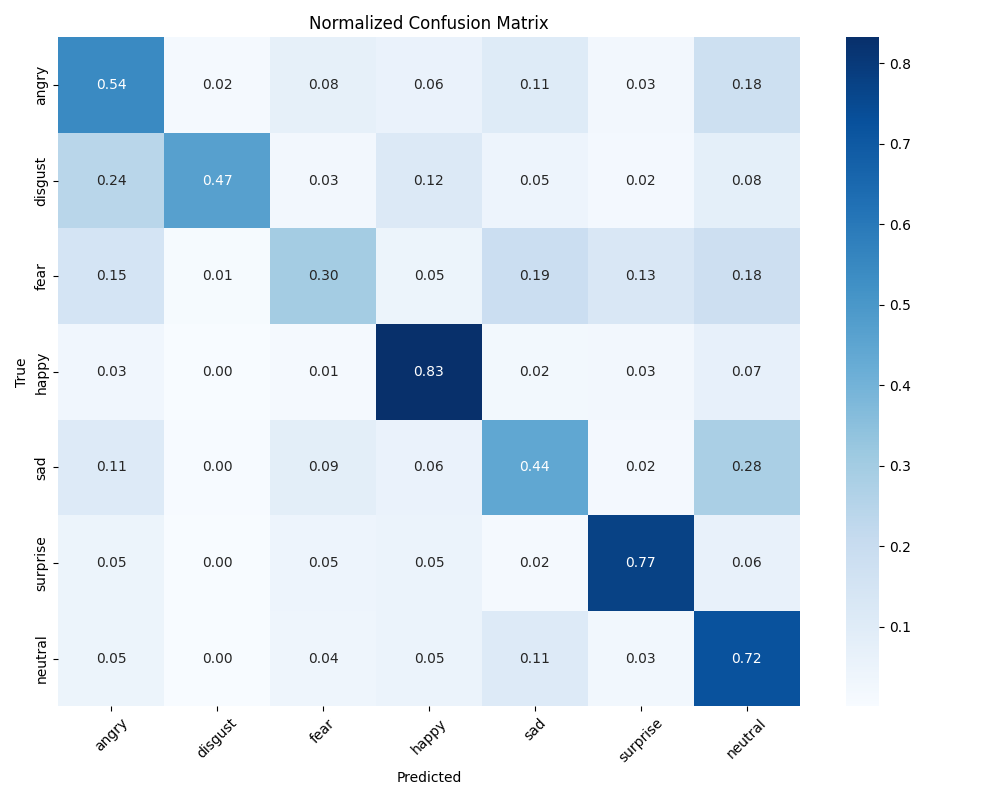 Normalized Confusion Matrix
True
angry 0.54 0.02 0.08 0.06 0.11 0.03 0.18
disgust 0.24 0.47 0.03 0.12 0.05 0.02 0.08
fear 0.15 0.01 0.30 0.05 0.19 0.13 0.18
happy 0.03 0.00 0.01 0.83 0.02 0.03 0.07
sad 0.11 0.00 0.09 0.06 0.44 0.02 0.28
surprise 0.05 0.00 0.05 0.05 0.02 0.77 0.06
neutral 0.05 0.00 0.04 0.05 0.11 0.03 0.72
angry disgust fear happy sad surprise neutral
Predicted
0.8
0.7
0.6
0.5
0.4
0.3
0.2
0.1